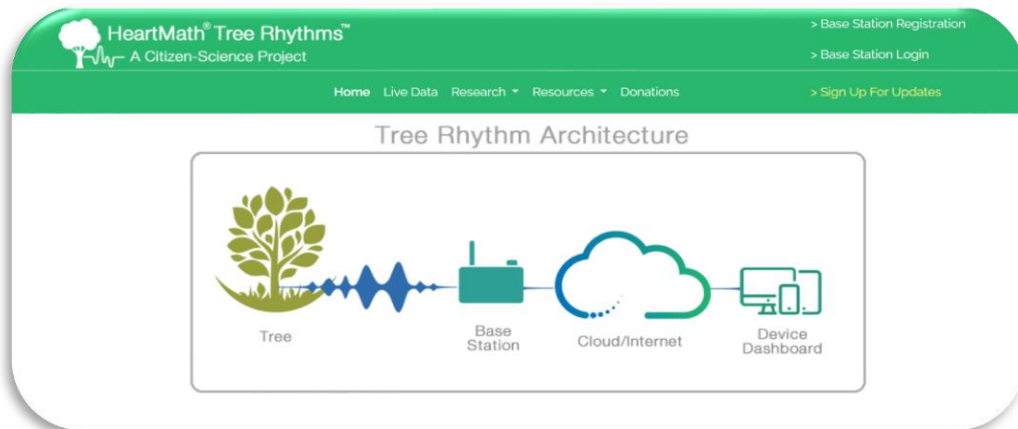 HeartMath® Tree Rhythms™
A Citizen-Science Project
> Base Station Registration
> Base Station Login
Home Live Data Research Resources Donations
> Sign Up For Updates
Tree Rhythm Architecture
Tree
Base
Station
Cloud/Internet
Device
Dashboard